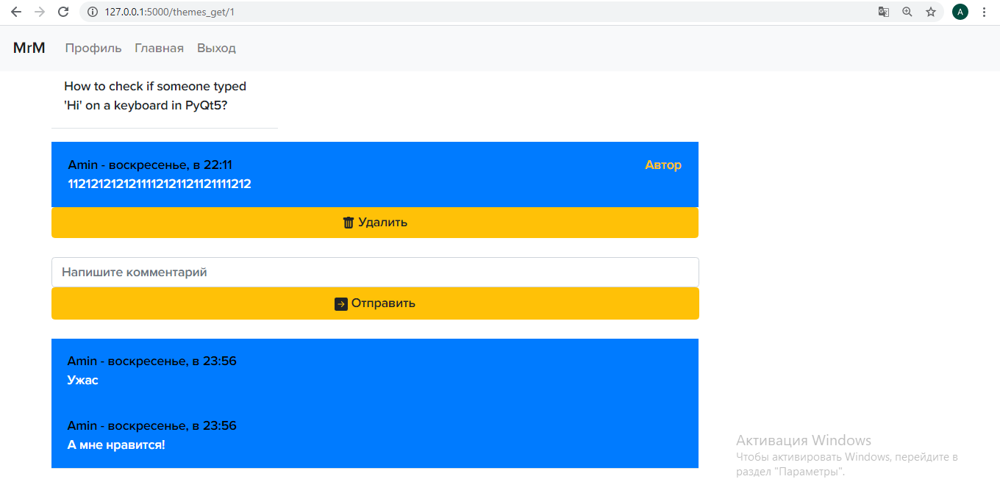 127.0.0.1:5000/themes_get/1
A
MrM Профиль Главная Выход
How to check if someone typed
'Hi' on a keyboard in PyQt5?
Amin - воскресенье, в 22:11 Автор
11212121212111121211211211111212
Удалить
Напишите комментарий
Отправить
Amin - воскресенье, в 23:56
Ужас
Amin - воскресенье, в 23:56
А мне нравится!
Активация Windows
Чтобы активировать Windows, перейдите в
раздел "Параметры".